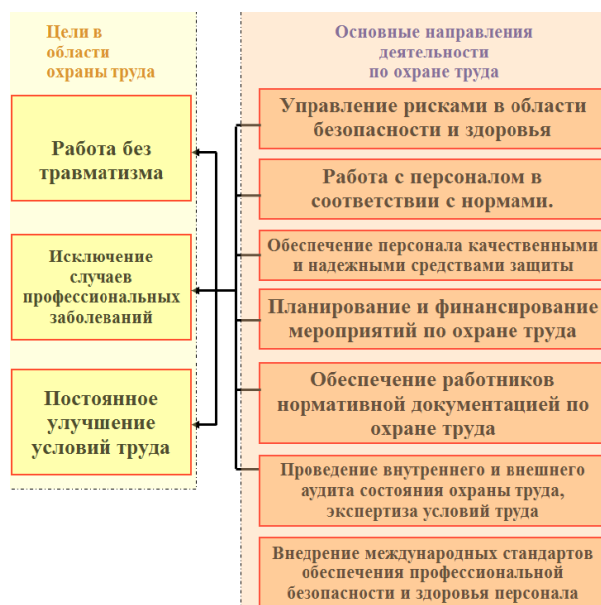 Цели в
области
охраны труда
Работа без
травматизма
Исключение
случаев
профессиональных
заболеваний
Постоянное
улучшение
условий труда
Основные направления
деятельности
по охране труда
Управление рисками в области
безопасности и здоровья
Работа с персоналом в
соответствии с нормами.
Обеспечение персонала качественными
и надежными средствами защиты
Планирование и финансирование
мероприятий по охране труда
Обеспечение работников
нормативной документацией по
охране труда
Проведение внутреннего и внешнего
аудита состояния охраны труда,
экспертиза условий труда
Внедрение международных стандартов
обеспечения профессиональной
безопасности и здоровья персонала